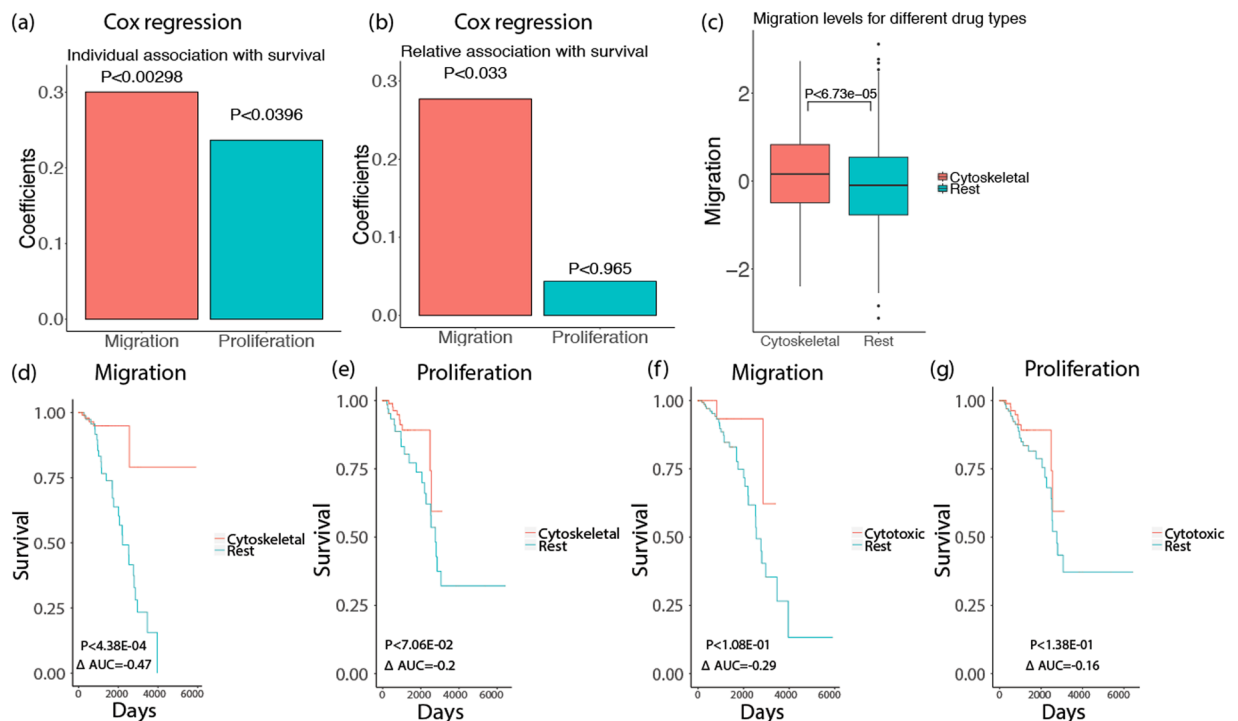 (a)
Cox regression
Individual association with survival
P<0.00298
P<0.0396
0.3
0.2
0.1
0.0
Coefficients
Migration
Proliferation
(b)
Cox regression
Relative association with survival
P<0.033
P<0.965
0.3
0.2
0.1
0.0
Coefficients
Migration
Proliferation
(c)
Migration levels for different drug types
P<6.73e−05
2
0
−2
Migration
Cytoskeletal
Rest
Cytoskeletal
Rest
(d)
Migration
1.00
0.75
0.50
0.25
0.00
Survival
Cytoskeletal
Rest
P<4.38E-04
Δ AUC=-0.47
0
2000
4000
6000
Days
(e)
Proliferation
1.00
0.75
0.50
0.25
0.00
Survival
Cytoskeletal
Rest
P<7.06E-02
Δ AUC=-0.2
0
2000
4000
6000
Days
(f)
Migration
1.00
0.75
0.50
0.25
0.00
Survival
Cytotoxic
Rest
P<1.08E-01
Δ AUC=-0.29
0
2000
4000
6000
Days
(g)
Proliferation
1.00
0.75
0.50
0.25
0.00
Survival
Cytotoxic
Rest
P<1.38E-01
Δ AUC=-0.16
0
2000
4000
6000
Days